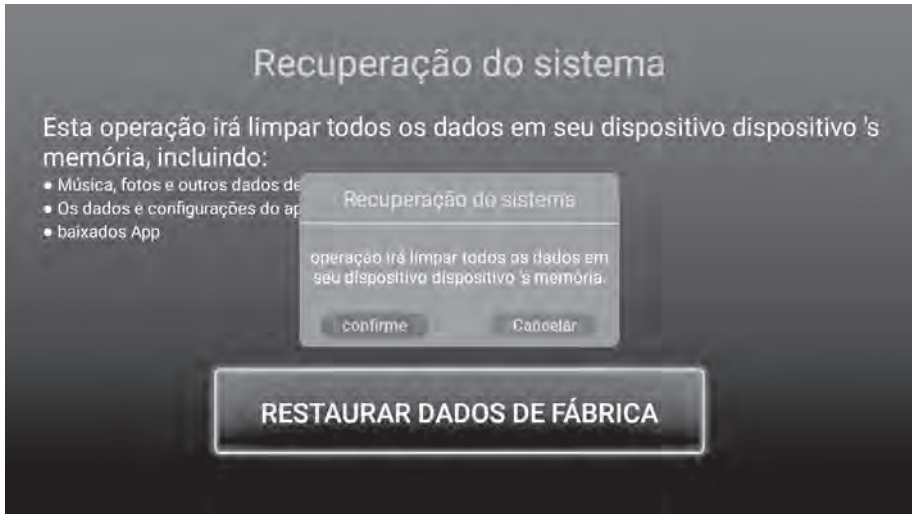 Recuperação do sistema
Esta operação irá limpar todos os dados em seu dispositivo dispositivo 's
memória, incluindo:
• Música, fotos e outros dados de
• Os dados e configurações do ap
• baixados App
Recuperação do sistema
operação irá limpar todos os dados em
seu dispositivo dispositivo 's memória.
confirme
Cancelar
RESTAURAR DADOS DE FÁBRICA